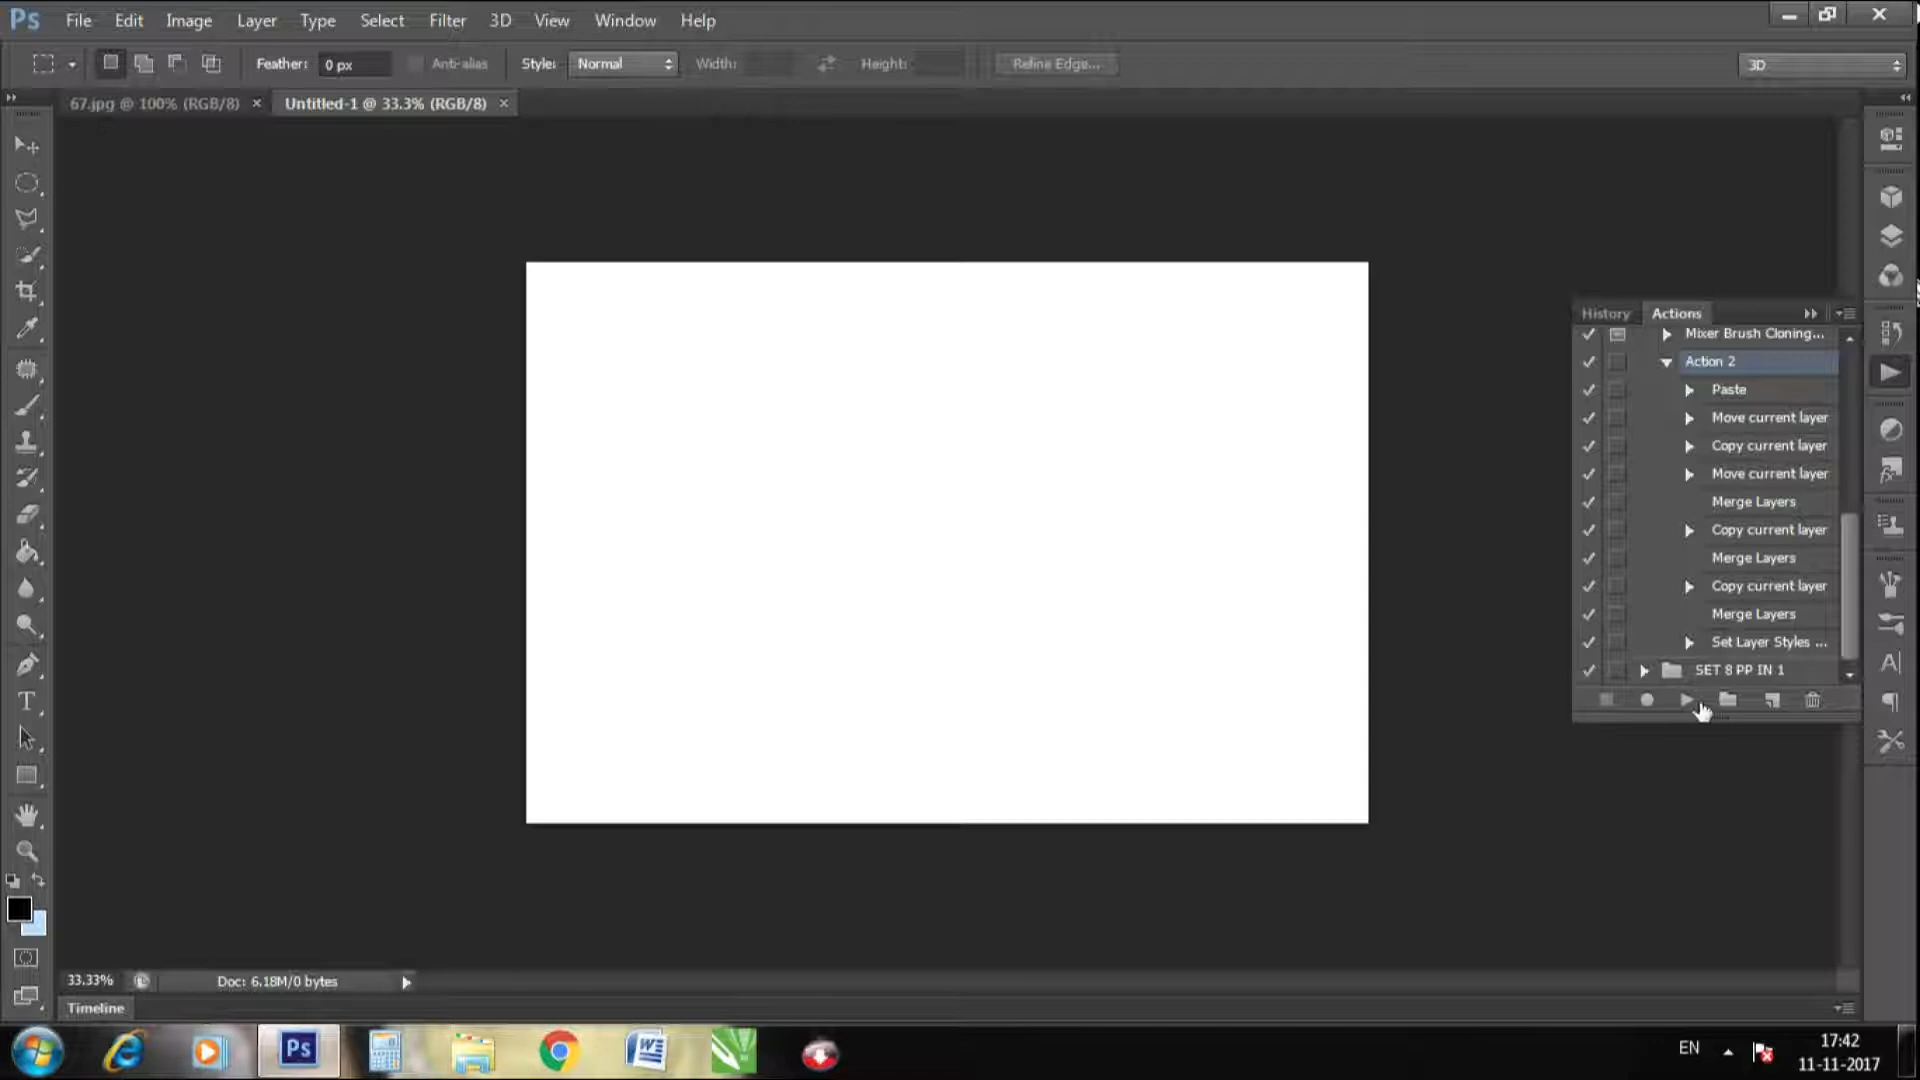 Ps File Edit Image Layer Type Select Filter 3D View Window Help
Feather: 0 px Anti-alias Style: Normal Width: Height: Refine Edge... 3D
67.jpg @ 100% (RGB/8) × Untitled-1 @ 33.3% (RGB/8) ×
History Actions
Mixer Brush Cloning...
Action 2
Paste
Move current layer
Copy current layer
Move current layer
Merge Layers
Copy current layer
Merge Layers
Copy current layer
Merge Layers
Set Layer Styles ...
SET 8 PP IN 1
33.33% Doc: 6.18M/0 bytes
Timeline
Ps
EN
17:42
11-11-2017